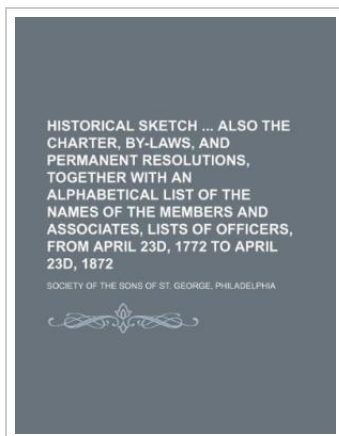 HISTORICAL SKETCH ... ALSO THE
CHARTER, BY-LAWS, AND
PERMANENT RESOLUTIONS,
TOGETHER WITH AN
ALPHABETICAL LIST OF THE
NAMES OF THE MEMBERS AND
ASSOCIATES, LISTS OF OFFICERS,
FROM APRIL 23D, 1772 TO APRIL
23D, 1872
SOCIETY OF THE SONS OF ST. GEORGE, PHILADELPHIA